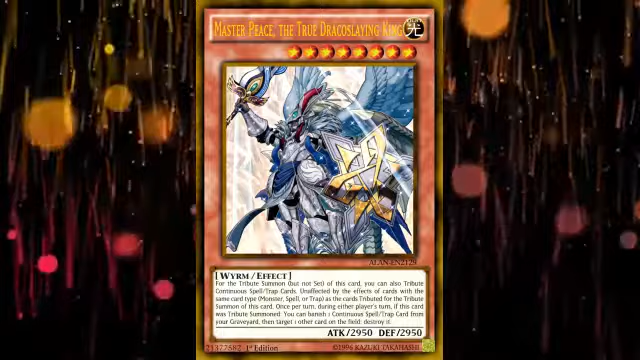 Master Peace, the True Dracoslaying King
LIGHT
光
ALAN-EN2129
[ Wyrm / Effect ]
For the Tribute Summon (but not Set) of this card, you can also Tribute
Continuous Spell/Trap Cards. Unaffected by the effects of cards with the
same card type (Monster, Spell, or Trap) as the cards Tributed for the Tribute
Summon of this card. Once per turn, during either player's turn, if this card
was Tribute Summoned: You can banish 1 Continuous Spell/Trap Card from
your Graveyard, then target 1 other card on the field; destroy it.
ATK/2950 DEF/2950
21377582 1st Edition
©1996 KAZUKI TAKAHASHI